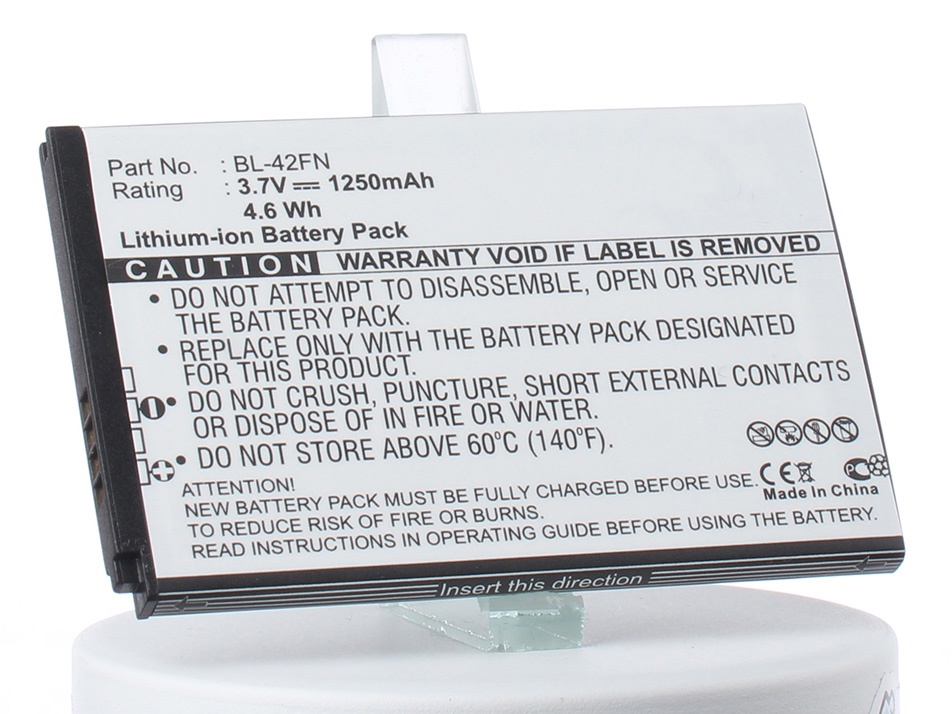 Part No. : BL-42FN
Rating : 3.7V 1250mAh
4.6 Wh
Lithium-ion Battery Pack
CAUTION WARRANTY VOID IF LABEL IS REMOVED
• DO NOT ATTEMPT TO DISASSEMBLE, OPEN OR SERVICE
THE BATTERY PACK.
• REPLACE ONLY WITH THE BATTERY PACK DESIGNATED
FOR THIS PRODUCT.
• DO NOT CRUSH, PUNCTURE, SHORT EXTERNAL CONTACTS
OR DISPOSE OF IN FIRE OR WATER.
• DO NOT STORE ABOVE 60°C (140°F).
ATTENTION!
NEW BATTERY PACK MUST BE FULLY CHARGED BEFORE USE.
TO REDUCE RISK OF FIRE OR BURNS.
READ INSTRUCTIONS IN OPERATING GUIDE BEFORE USING THE BATTERY.
CE
Made In China
Insert this direction